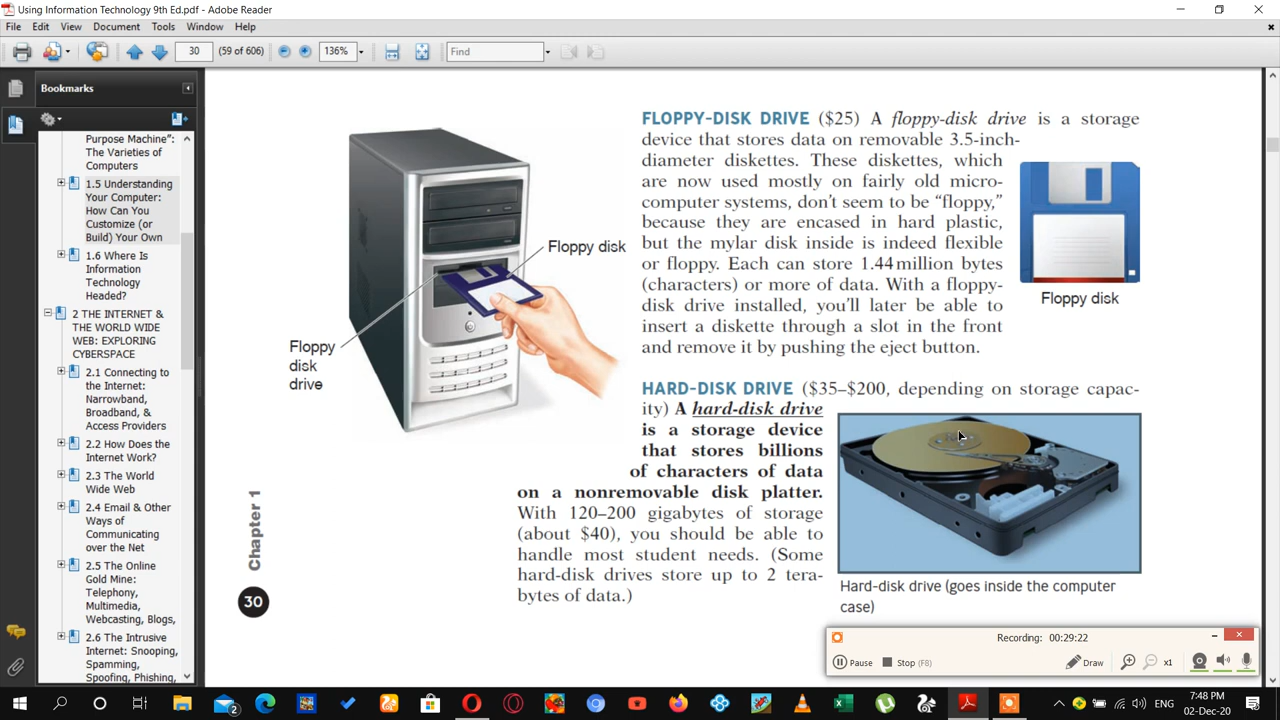 Using Information Technology 9th Ed.pdf - Adobe Reader
File Edit View Document Tools Window Help
30 (59 of 606) 136% Find
Bookmarks
Purpose Machine":
The Varieties of
Computers
1.5 Understanding
Your Computer:
How Can You
Customize (or
Build) Your Own
1.6 Where Is
Information
Technology
Headed?
2 THE INTERNET &
THE WORLD WIDE
WEB: EXPLORING
CYBERSPACE
2.1 Connecting to
the Internet:
Narrowband,
Broadband, &
Access Providers
2.2 How Does the
Internet Work?
2.3 The World
Wide Web
2.4 Email & Other
Ways of
Communicating
over the Net
2.5 The Online
Gold Mine:
Telephony,
Multimedia,
Webcasting, Blogs,
2.6 The Intrusive
Internet: Snooping,
Spamming,
Spoofing, Phishing,
Floppy disk
Floppy
disk
drive
Chapter 1
30
FLOPPY-DISK DRIVE ($25) A floppy-disk drive is a storage
device that stores data on removable 3.5-inch-
diameter diskettes. These diskettes, which
are now used mostly on fairly old micro-
computer systems, don't seem to be "floppy,"
because they are encased in hard plastic,
but the mylar disk inside is indeed flexible
or floppy. Each can store 1.44 million bytes
(characters) or more of data. With a floppy-
disk drive installed, you'll later be able to
insert a diskette through a slot in the front
and remove it by pushing the eject button.
Floppy disk
HARD-DISK DRIVE ($35–$200, depending on storage capac-
ity) A hard-disk drive
is a storage device
that stores billions
of characters of data
on a nonremovable disk platter.
With 120–200 gigabytes of storage
(about $40), you should be able to
handle most student needs. (Some
hard-disk drives store up to 2 tera-
bytes of data.)
Hard-disk drive (goes inside the computer
case)
Recording: 00:29:22
Pause Stop (F8) Draw x1
2
ENG
7:48 PM
02-Dec-20